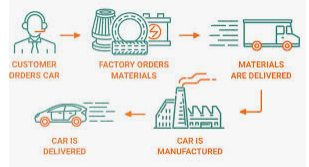 CUSTOMER
ORDERS CAR
FACTORY ORDERS
MATERIALS
MATERIALS
ARE DELIVERED
CAR IS
DELIVERED
CAR IS
MANUFACTURED